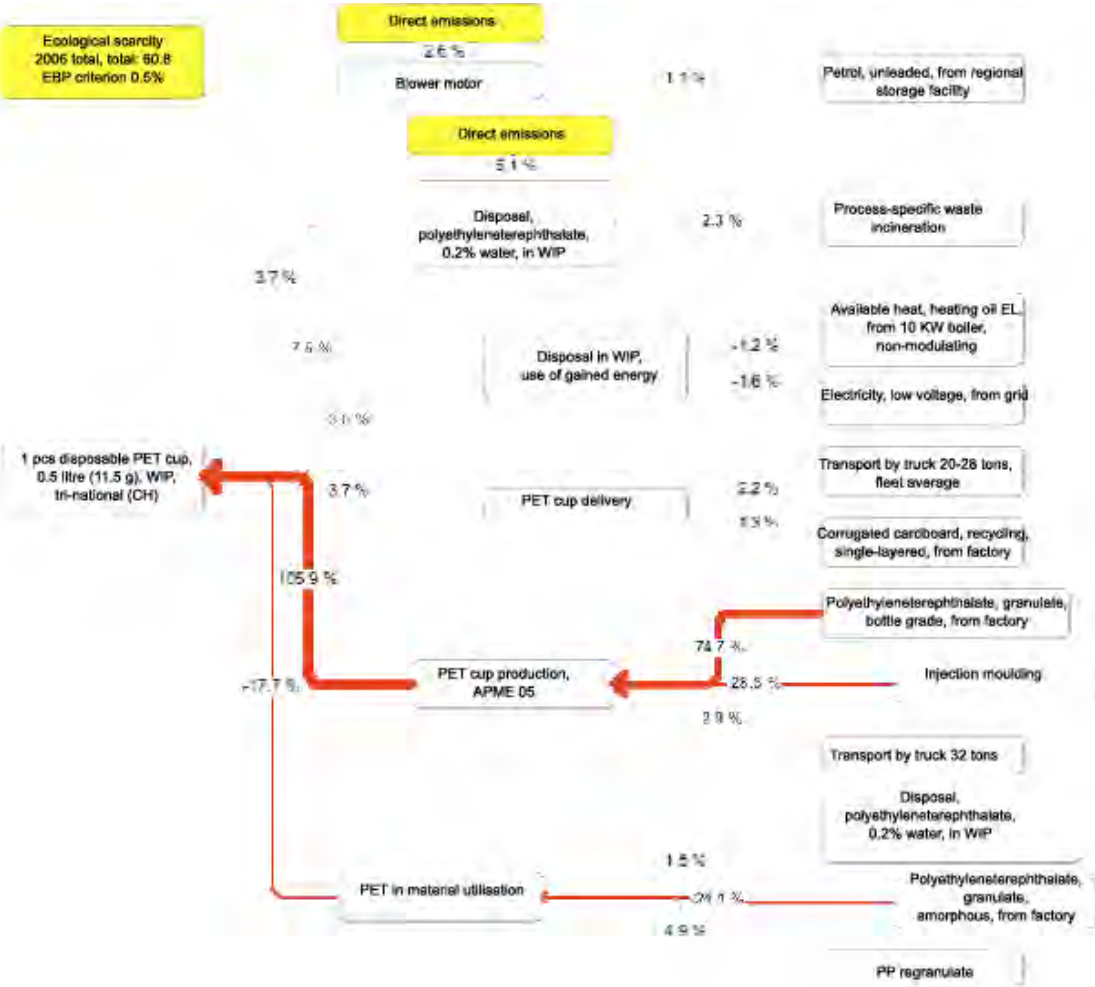 Direct emissions
Ecological scarcity
2006 total, total: 60.8
EBP criterion 0.5%
2.6 %
Blower motor
1.1 %
Petrol, unleaded, from regional
storage facility
Direct emissions
5.1 %
Disposal,
polyethyleneterephthalate,
0.2% water, in WIP
2.3 %
Process-specific waste
incineration
3.7 %
Available heat, heating oil EL,
from 10 KW boiler,
non-modulating
Disposal in WIP,
use of gained energy
-1.2 %
-1.6 %
Electricity, low voltage, from grid
1 pcs disposable PET cup,
0.5 litre (11.5 g), WIP,
tri-national (CH)
3.7 %
PET cup delivery
2.2 %
Transport by truck 20-28 tons,
fleet average
Corrugated cardboard, recycling,
single-layered, from factory
105.9 %
Polyethyleneterephthalate, granulate,
bottle grade, from factory
74.7 %
-17.7 %
PET cup production,
APME 05
28.5 %
Injection moulding
2.9 %
Transport by truck 32 tons
Disposal,
polyethyleneterephthalate,
0.2% water, in WIP
1.5 %
PET in material utilisation
Polyethyleneterephthalate,
granulate,
amorphous, from factory
4.9 %
PP regranulate